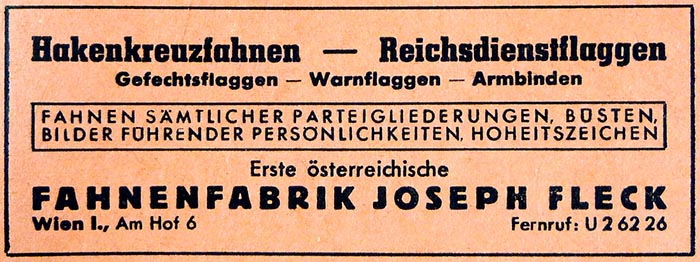 Hakenkreuzfahnen — Reichsdienstflaggen
Gefechtsflaggen — Warnflaggen — Armbinden
FAHNEN SÄMTLICHER PARTEIGLIEDERUNGEN, BÜSTEN,
BILDER FÜHRENDER PERSÖNLICHKEITEN, HOHEITSZEICHEN
Erste österreichische
FAHNENFABRIK JOSEPH FLECK
Wien I., Am Hof 6 Fernruf: U 2 62 26